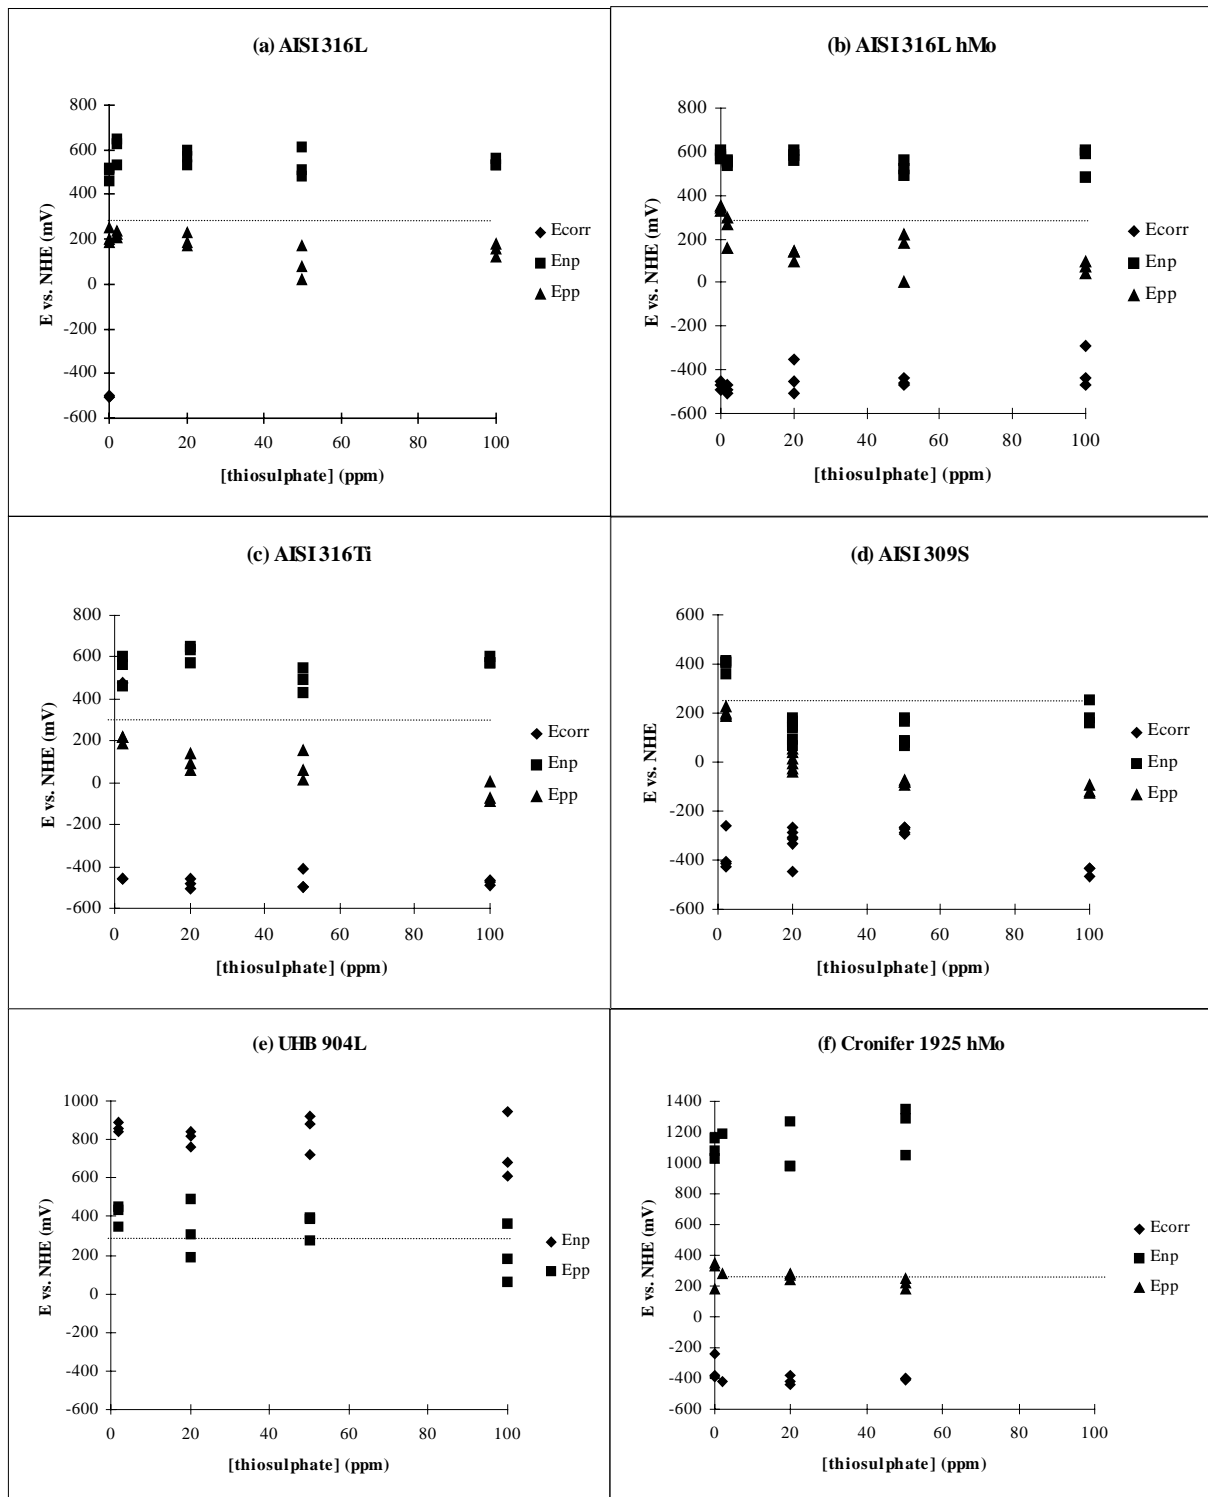 (a) AISI 316L
800
600
400
200
0
-200
-400
-600
0 20 40 60 80 100
E vs. NHE (mV)
[thiosulphate] (ppm)
Ecorr
Enp
Epp
(b) AISI 316L hMo
800
600
400
200
0
-200
-400
-600
0 20 40 60 80 100
E vs. NHE (mV)
[thiosulphate] (ppm)
Ecorr
Enp
Epp
(c) AISI 316Ti
800
600
400
200
0
-200
-400
-600
0 20 40 60 80 100
E vs. NHE (mV)
[thiosulphate] (ppm)
Ecorr
Enp
Epp
(d) AISI 309S
600
400
200
0
-200
-400
-600
0 20 40 60 80 100
E vs. NHE
[thiosulphate] (ppm)
Ecorr
Enp
Epp
(e) UHB 904L
1000
800
600
400
200
0
-200
-400
-600
0 20 40 60 80 100
E vs. NHE (mV)
[thiosulphate] (ppm)
Enp
Epp
(f) Cronifer 1925 hMo
1400
1200
1000
800
600
400
200
0
-200
-400
-600
0 20 40 60 80 100
E vs. NHE (mV)
[thiosulphate] (ppm)
Ecorr
Enp
Epp